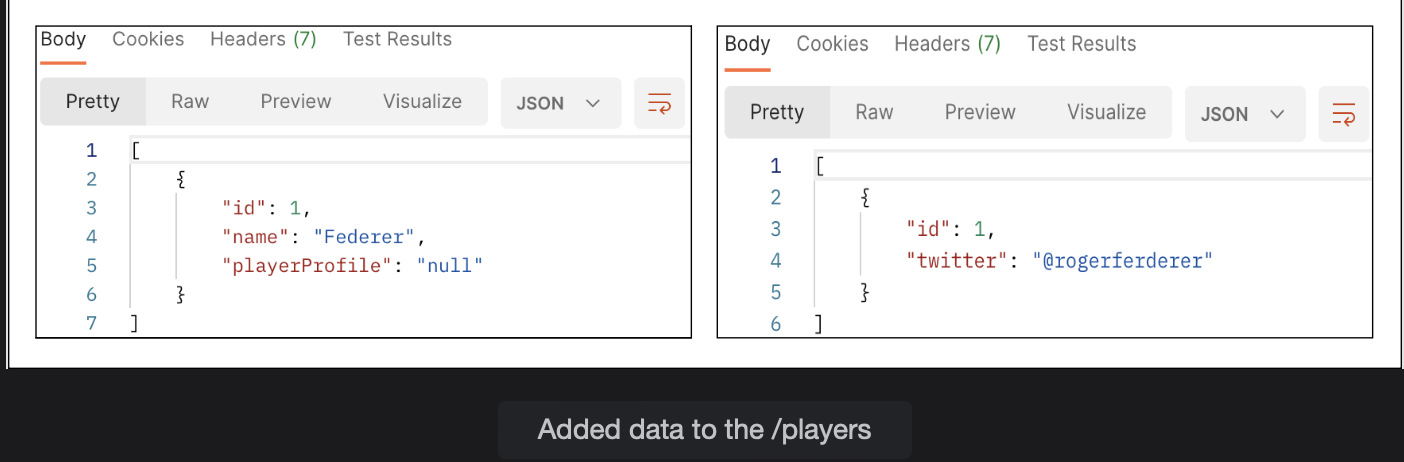 Body Cookies Headers (7) Test Results
Pretty Raw Preview Visualize JSON
1 [
2 {
3 "id": 1,
4 "name": "Federer",
5 "playerProfile": "null"
6 }
7 ]
Body Cookies Headers (7) Test Results
Pretty Raw Preview Visualize JSON
1 [
2 {
3 "id": 1,
4 "twitter": "@rogerferderer"
5 }
6 ]
Added data to the /players